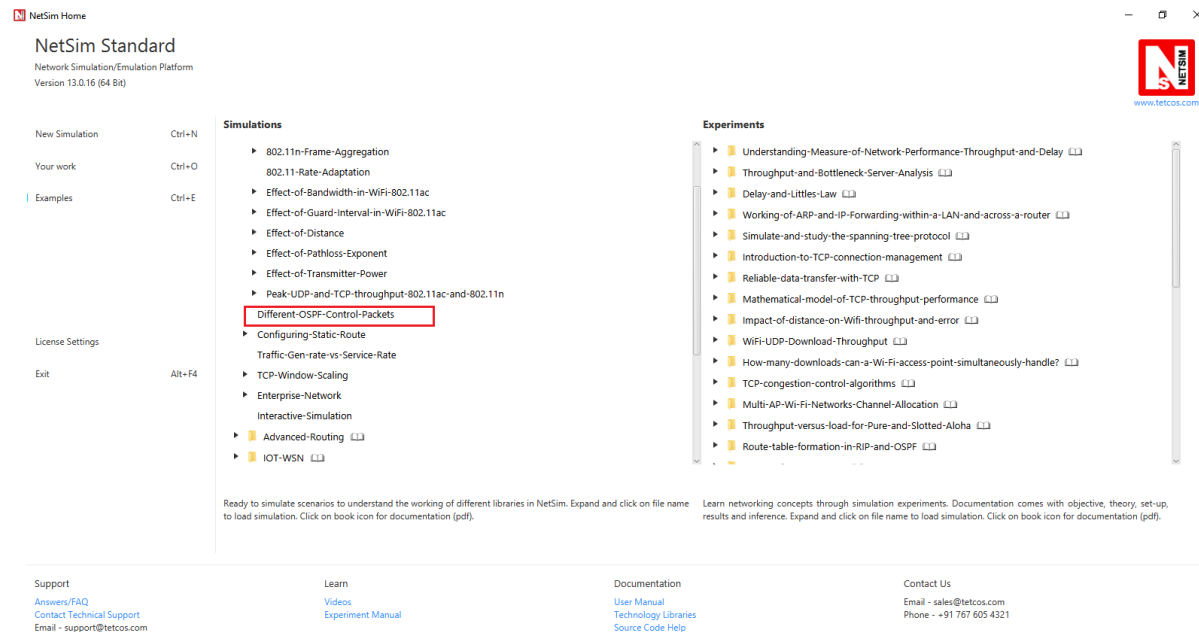 NetSim Home
NetSim Standard
Network Simulation/Emulation Platform
Version 13.0.16 (64 Bit)
NETSIM
www.tetcos.com
New Simulation Ctrl+N
Your work Ctrl+O
Examples Ctrl+E
License Settings
Exit Alt+F4
Simulations
802.11n-Frame-Aggregation
802.11-Rate-Adaptation
Effect-of-Bandwidth-in-WiFi-802.11ac
Effect-of-Guard-Interval-in-WiFi-802.11ac
Effect-of-Distance
Effect-of-Pathloss-Exponent
Effect-of-Transmitter-Power
Peak-UDP-and-TCP-throughput-802.11ac-and-802.11n
Different-OSPF-Control-Packets
Configuring-Static-Route
Traffic-Gen-rate-vs-Service-Rate
TCP-Window-Scaling
Enterprise-Network
Interactive-Simulation
Advanced-Routing
IOT-WSN
Ready to simulate scenarios to understand the working of different libraries in NetSim. Expand and click on file name
to load simulation. Click on book icon for documentation (pdf).
Experiments
Understanding-Measure-of-Network-Performance-Throughput-and-Delay
Throughput-and-Bottleneck-Server-Analysis
Delay-and-Littles-Law
Working-of-ARP-and-IP-Forwarding-within-a-LAN-and-across-a-router
Simulate-and-study-the-spanning-tree-protocol
Introduction-to-TCP-connection-management
Reliable-data-transfer-with-TCP
Mathematical-model-of-TCP-throughput-performance
Impact-of-distance-on-Wifi-throughput-and-error
WiFi-UDP-Download-Throughput
How-many-downloads-can-a-Wi-Fi-access-point-simultaneously-handle?
TCP-congestion-control-algorithms
Multi-AP-Wi-Fi-Networks-Channel-Allocation
Throughput-versus-load-for-Pure-and-Slotted-Aloha
Route-table-formation-in-RIP-and-OSPF
Learn networking concepts through simulation experiments. Documentation comes with objective, theory, set-up,
results and inference. Expand and click on file name to load simulation. Click on book icon for documentation (pdf).
Support
Answers/FAQ
Contact Technical Support
Email - support@tetcos.com
Learn
Videos
Experiment Manual
Documentation
User Manual
Technology Libraries
Source Code Help
Contact Us
Email - sales@tetcos.com
Phone - +91 767 605 4321